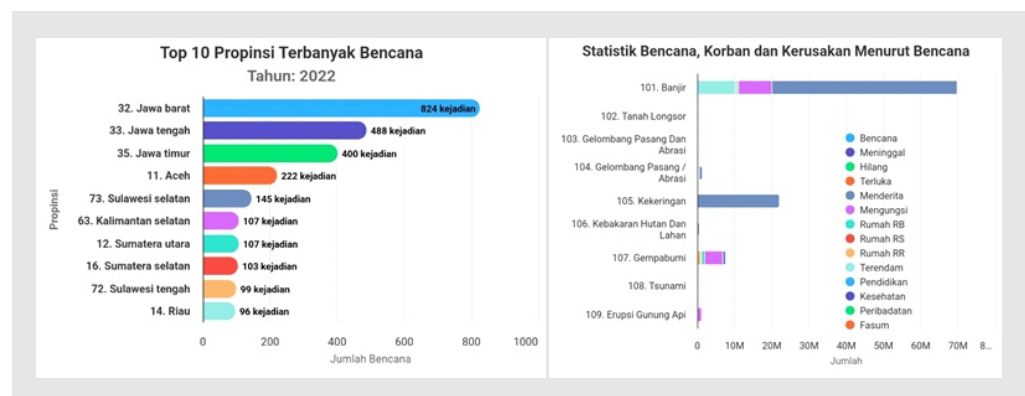 Top 10 Propinsi Terbanyak Bencana
Tahun: 2022
Propinsi
32. Jawa barat
824 kejadian
33. Jawa tengah
488 kejadian
35. Jawa timur
400 kejadian
11. Aceh
222 kejadian
73. Sulawesi selatan
145 kejadian
63. Kalimantan selatan
107 kejadian
12. Sumatera utara
107 kejadian
16. Sumatera selatan
103 kejadian
72. Sulawesi tengah
99 kejadian
14. Riau
96 kejadian
0 200 400 600 800 1000
Jumlah Bencana
Statistik Bencana, Korban dan Kerusakan Menurut Bencana
101. Banjir
102. Tanah Longsor
103. Gelombang Pasang Dan
Abrasi
104. Gelombang Pasang /
Abrasi
105. Kekeringan
106. Kebakaran Hutan Dan
Lahan
107. Gempabumi
108. Tsunami
109. Erupsi Gunung Api
Bencana
Meninggal
Hilang
Terluka
Menderita
Mengungsi
Rumah RB
Rumah RS
Rumah RR
Terendam
Pendidikan
Kesehatan
Peribadatan
Fasum
0 10M 20M 30M 40M 50M 60M 70M 8...
Jumlah